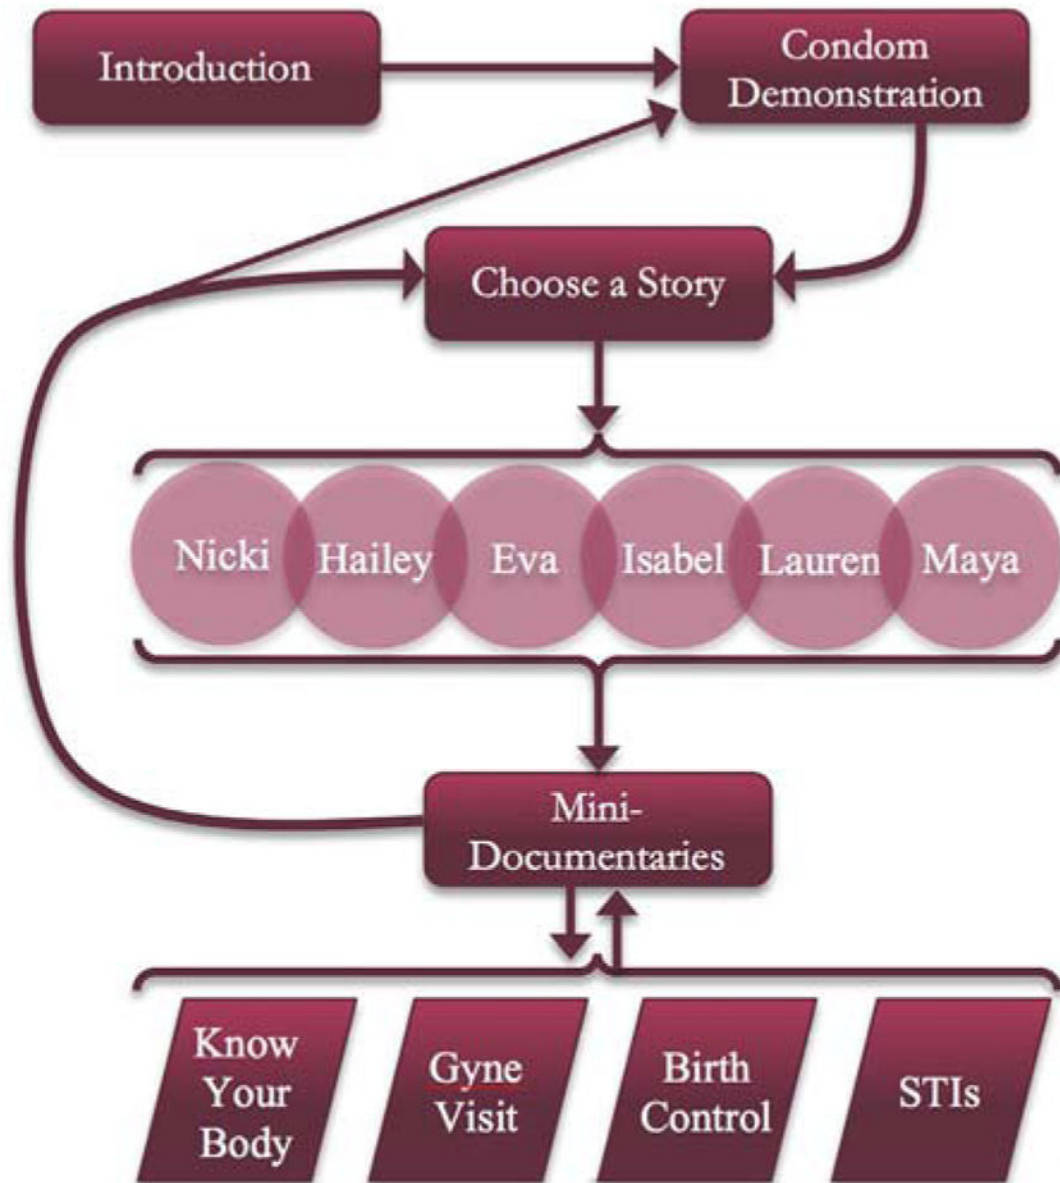 Introduction
Condom
Demonstration
Choose a Story
Nicki
Hailey
Eva
Isabel
Lauren
Maya
Mini-
Documentaries
Know
Your
Body
Gyne
Visit
Birth
Control
STIs